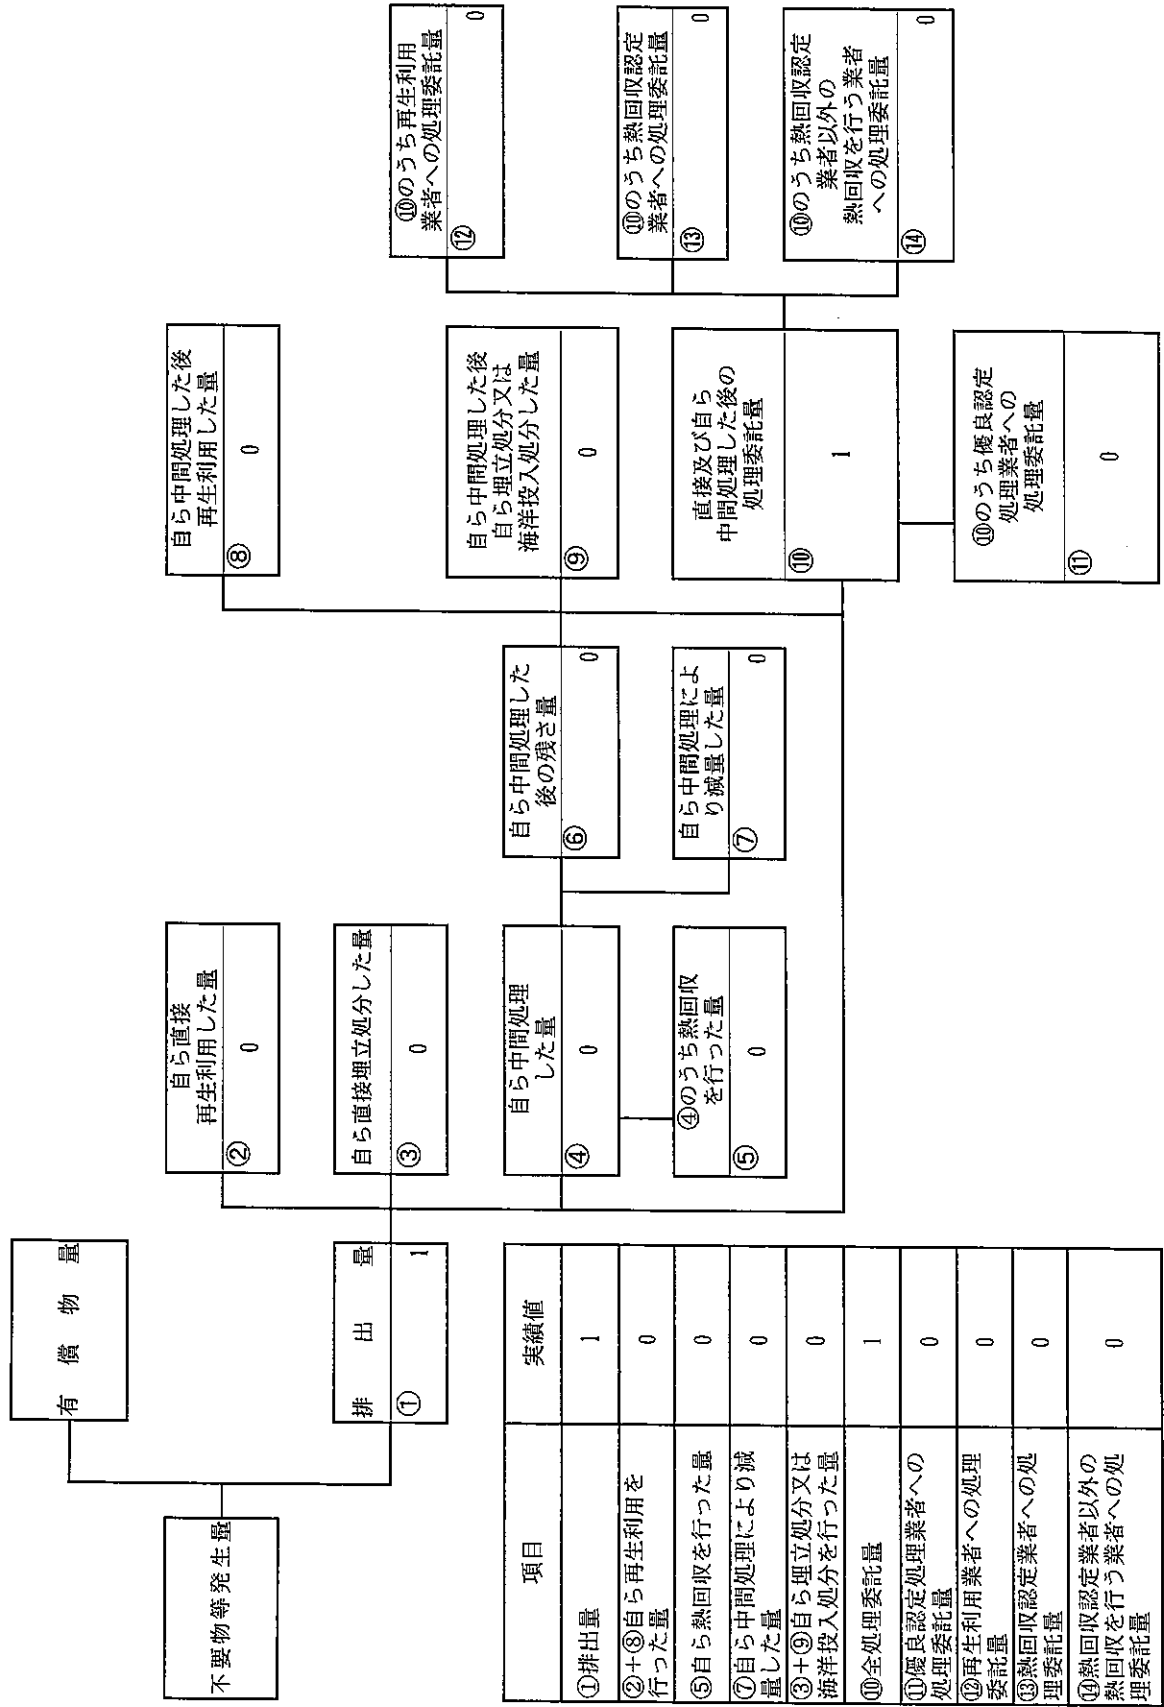 不要物等発生量
有償物量
排出量
①
1
自ら直接
再生利用した量
②
0
自ら直接埋立処分した量
③
0
自ら中間処理
した量
④
0
④のうち熱回収
を行った量
⑤
0
自ら中間処理した
後の残さ量
⑥
0
自ら中間処理によ
り減量した量
⑦
0
自ら中間処理した後
再生利用した量
⑧
0
自ら中間処理した後
自ら埋立処分又は
海洋投入処分した量
⑨
0
直接及び自ら
中間処理した後の
処理委託量
⑩
1
⑩のうち優良認定
処理業者への
処理委託量
⑪
0
⑩のうち再生利用
業者への処理委託量
⑫
0
⑩のうち熱回収認定
業者への処理委託量
⑬
0
⑩のうち熱回収認定
業者以外の
熱回収を行う業者
への処理委託量
⑭
0
項目 実績値
①排出量 1
②+⑧自ら再生利用を
行った量 0
⑤自ら熱回収を行った量 0
⑦自ら中間処理により減
量した量 0
③+⑨自ら埋立処分又は
海洋投入処分を行った量 0
⑩全処理委託量 1
⑪優良認定処理業者への
処理委託量 0
⑫再生利用業者への処理
委託量 0
⑬熱回収認定業者への処
理委託量 0
⑭熱回収認定業者以外の
熱回収を行う業者への処
理委託量 0